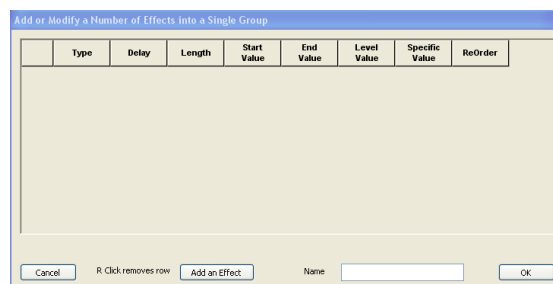 Add or Modify a Number of Effects into a Single Group
Type Delay Length Start Value End Value Level Value Specific Value ReOrder
Cancel R Click removes row Add an Effect Name OK